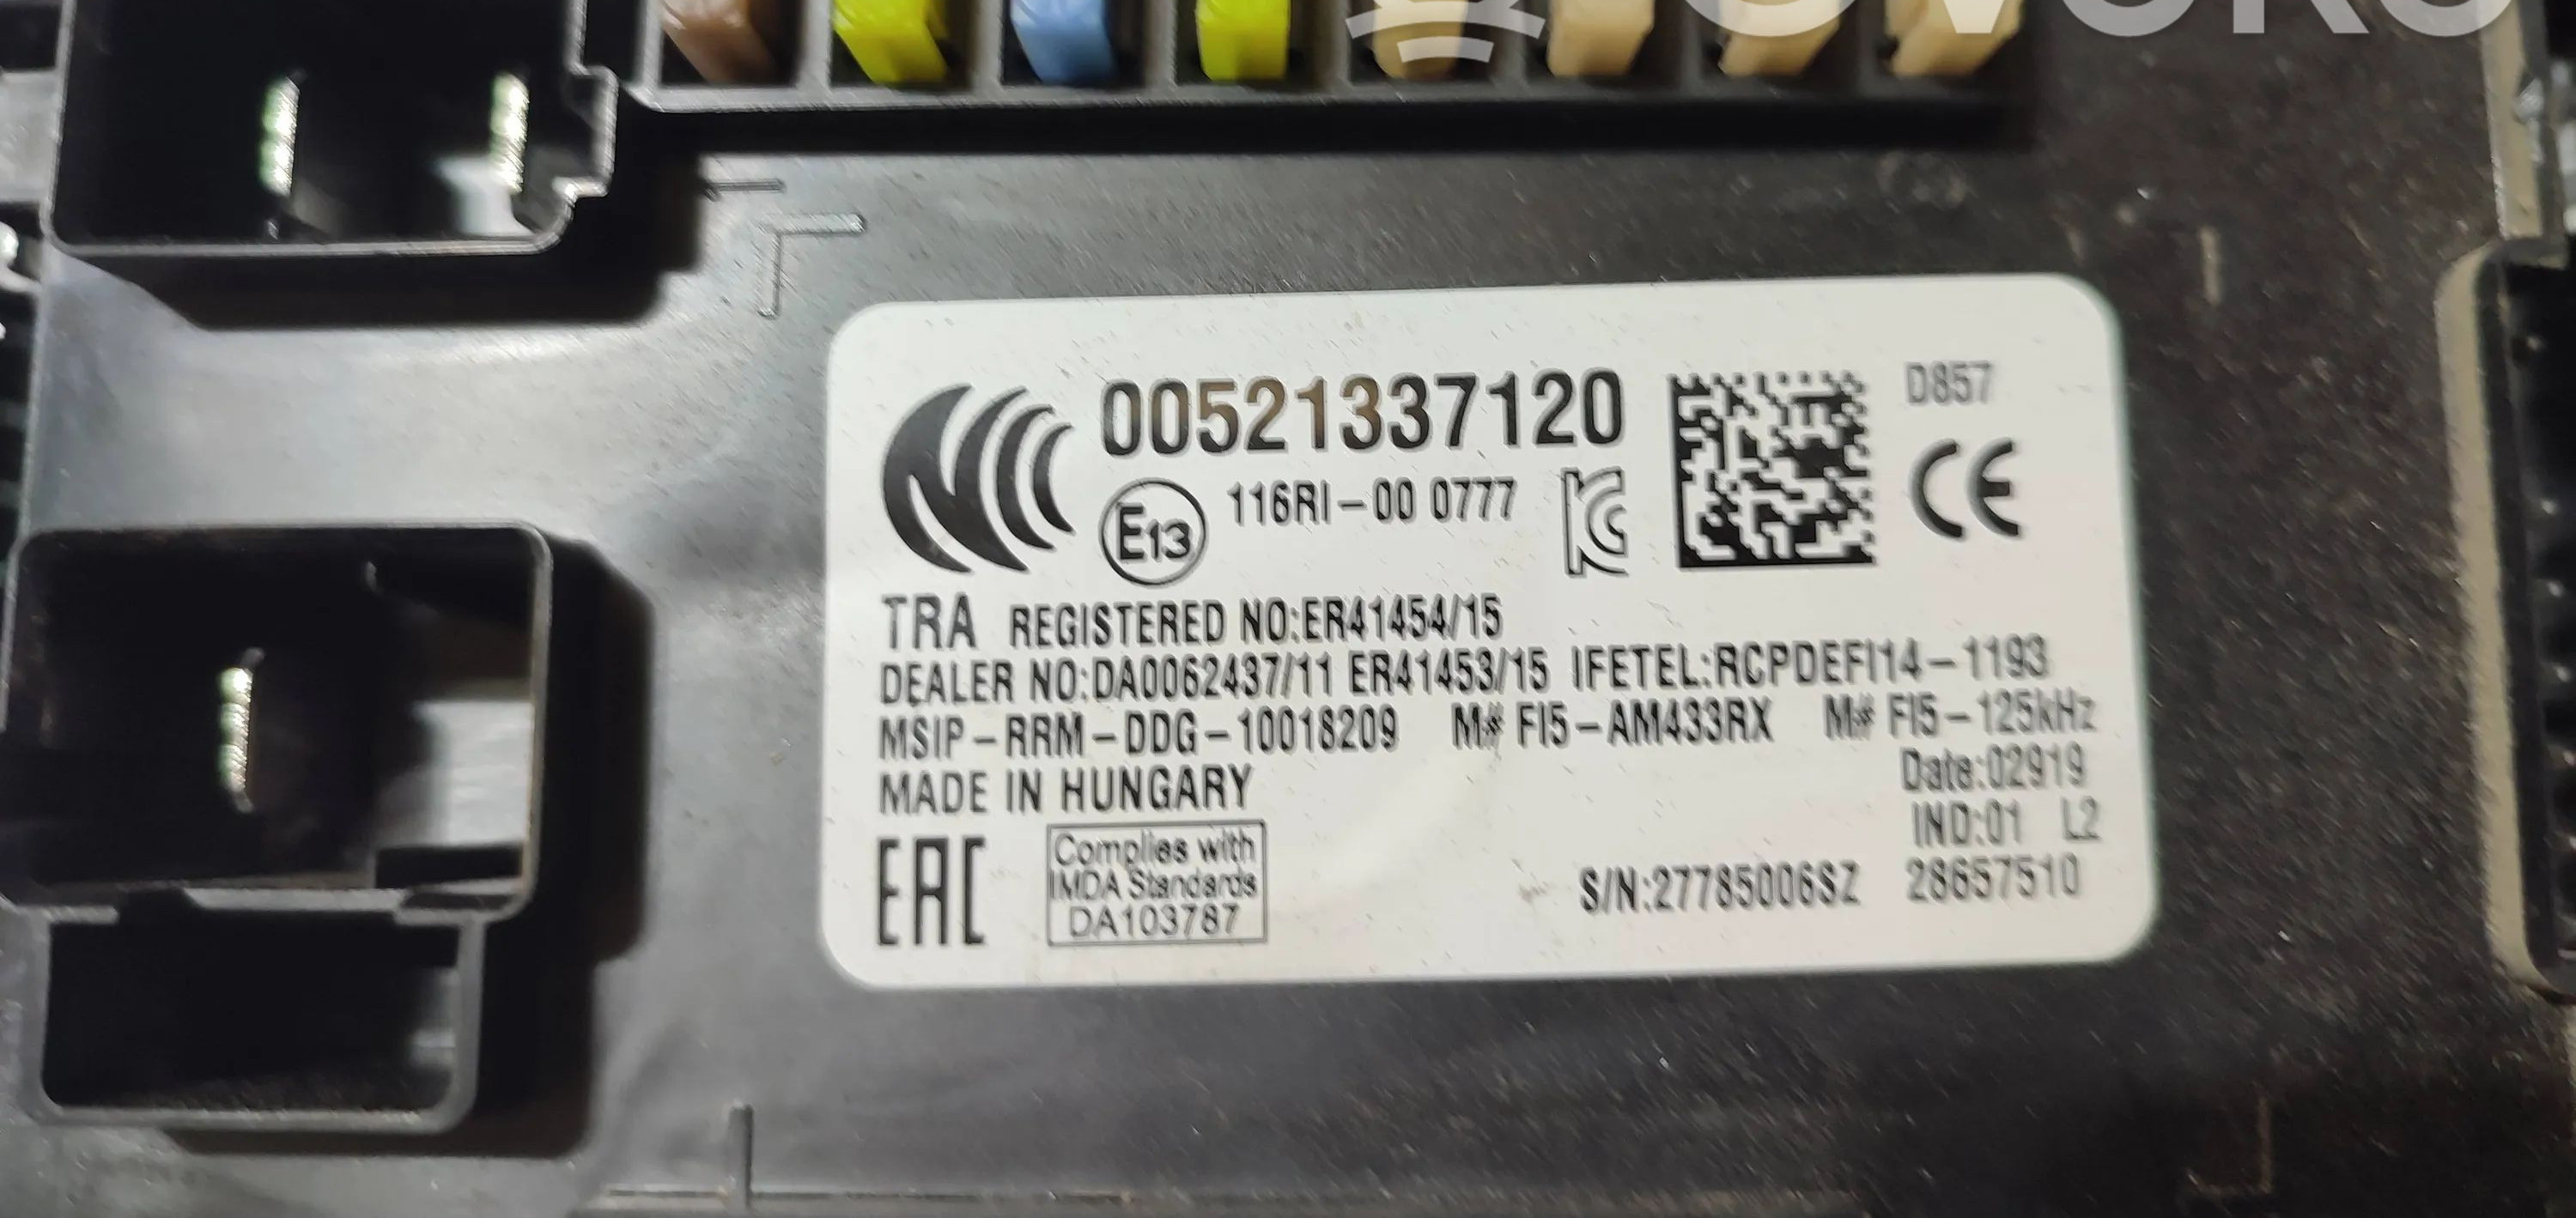 00521337120
D857
E13 116RI-00 0777
CE
TRA REGISTERED NO:ER41454/15
DEALER NO:DA0062437/11 ER41453/15 IFETEL:RCPDEFI14-1193
MSIP-RRM-DDG-10018209 M# FI5-AM433RX M# FI5-125kHz
MADE IN HUNGARY
Date:02919
IND:01 L2
EAC
Complies with
IMDA Standards
DA103787
S/N:27785006SZ 28657510